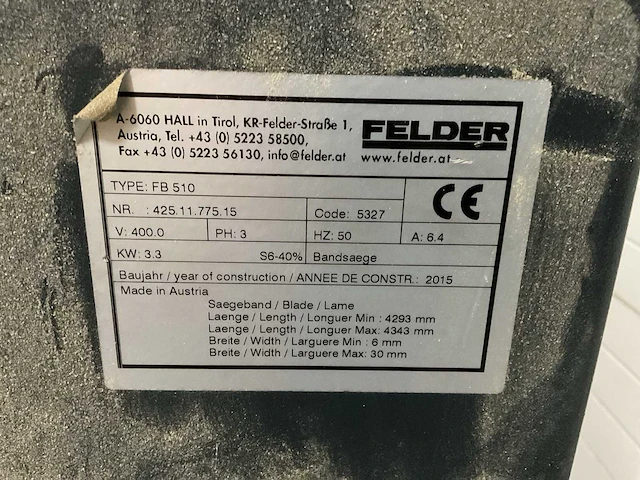 A-6060 HALL in Tirol, KR-Felder-Straße 1,
Austria, Tel. +43 (0) 5223 58500,
Fax +43 (0) 5223 56130, info@felder.at
FELDER
www.felder.at
TYPE: FB 510
NR. : 425.11.775.15 Code: 5327
CE
V: 400.0 PH: 3 HZ: 50 A: 6.4
KW: 3.3 S6-40% Bandsaege
Baujahr / year of construction / ANNEE DE CONSTR.: 2015
Made in Austria
Saegeband / Blade / Lame
Laenge / Length / Longuer Min : 4293 mm
Laenge / Length / Longuer Max: 4343 mm
Breite / Width / Larguere Min : 6 mm
Breite / Width / Larguere Max: 30 mm